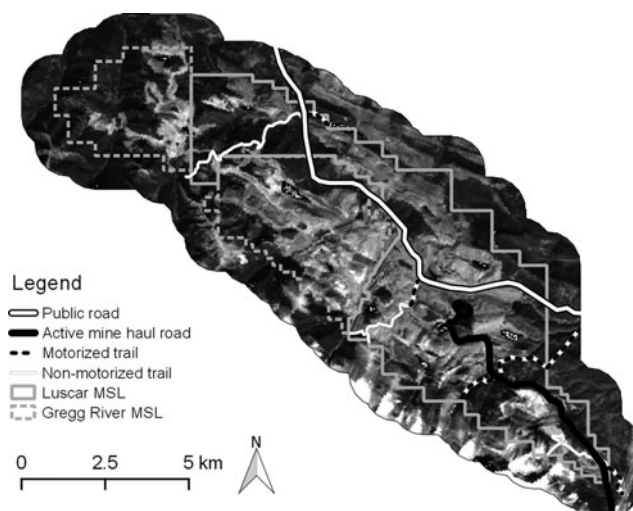 Legend
Public road
Active mine haul road
Motorized trail
Non-motorized trail
Luscar MSL
Gregg River MSL
N
0 2.5 5 km